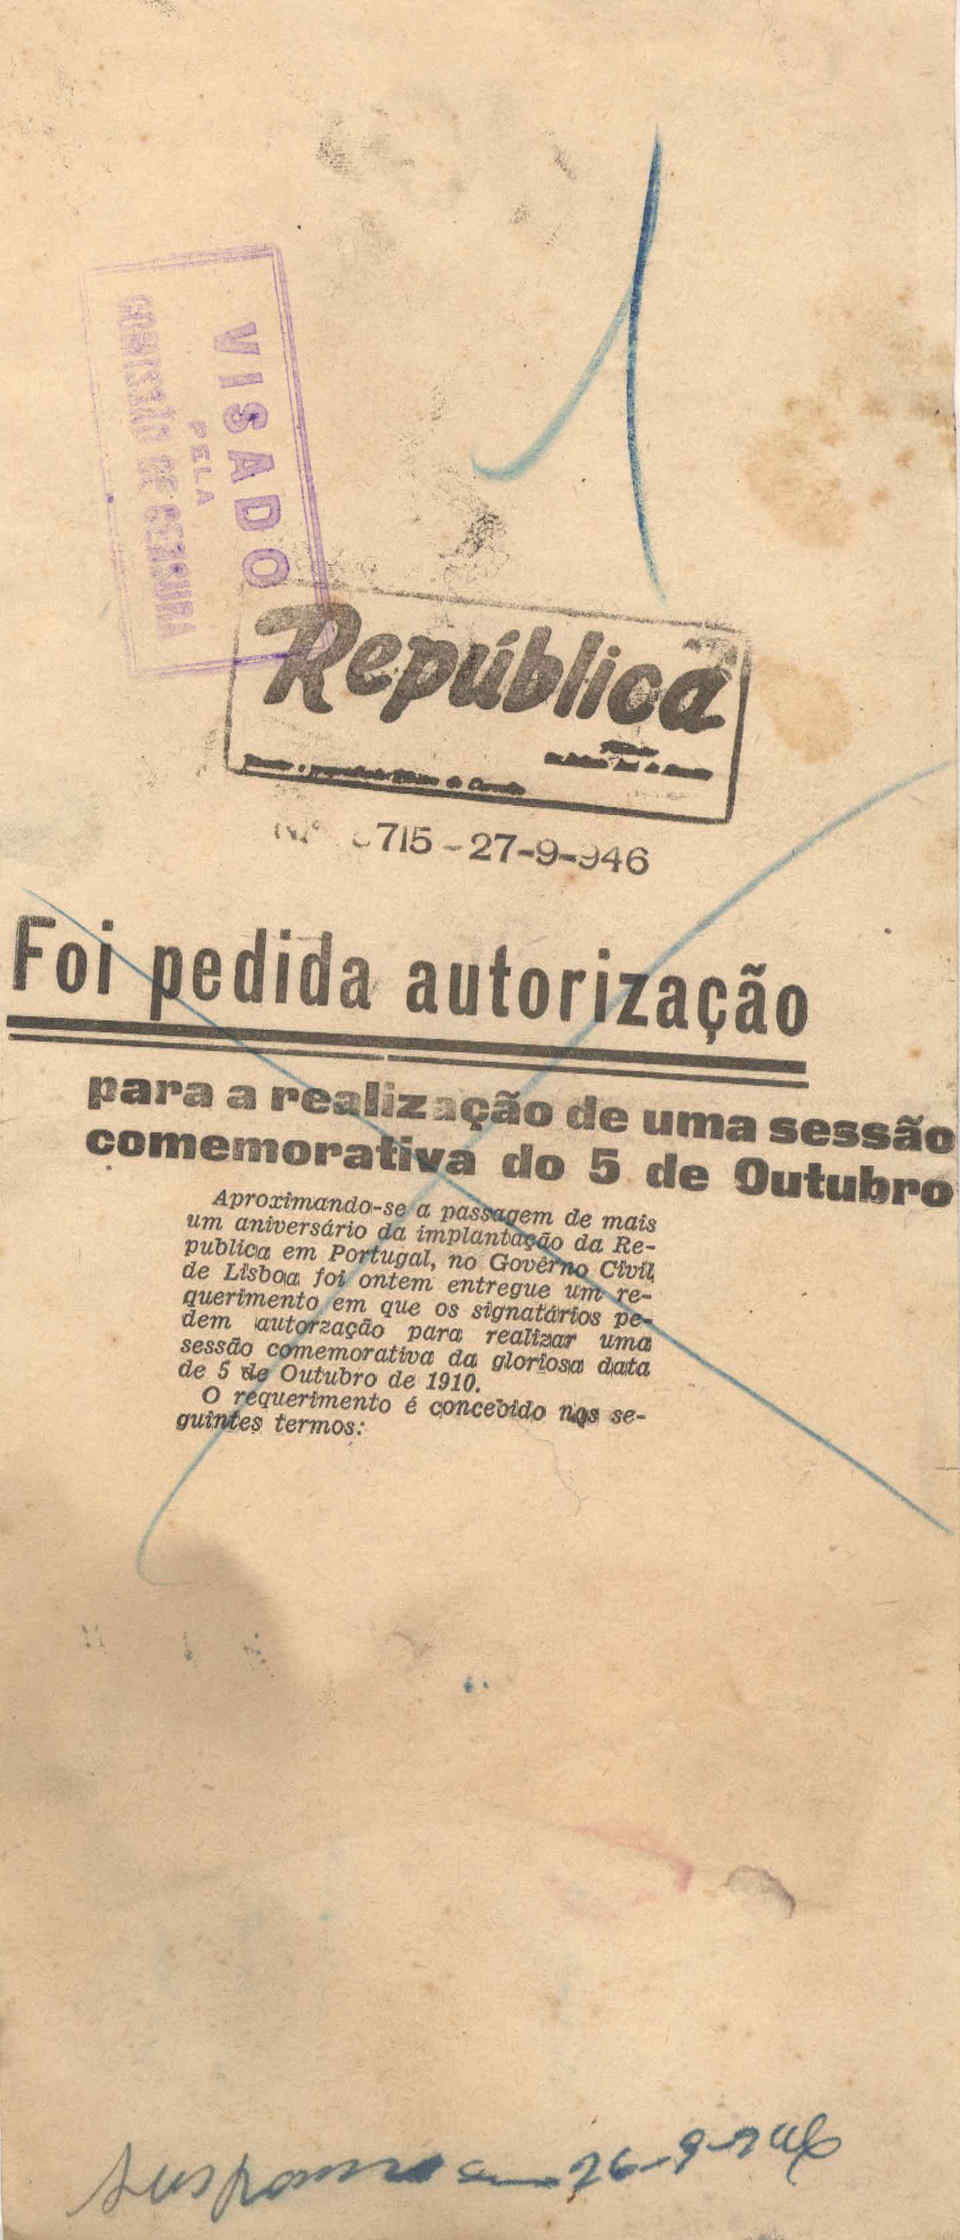 1
VISADO
PELA
COMISSÃO DE CENSURA
República
715 - 27-9-946
Foi pedida autorização
para a realização de uma sessão
comemorativa do 5 de Outubro
Aproximando-se a passagem de mais
um aniversário da implantação da Re-
publica em Portugal, no Govêrno Civil,
de Lisboa foi ontem entregue um re-
querimento em que os signatários pe-
dem autorzação para realizar uma
sessão comemorativa da gloriosa data
de 5 de Outubro de 1910.
O requerimento é concebido nos se-
guintes termos:
26-9-946